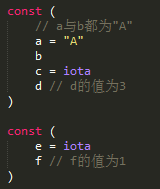 const (
// a与b都为"A"
a = "A"
b
c = iota
d // d的值为3
)
const (
e = iota
f // f的值为1
)